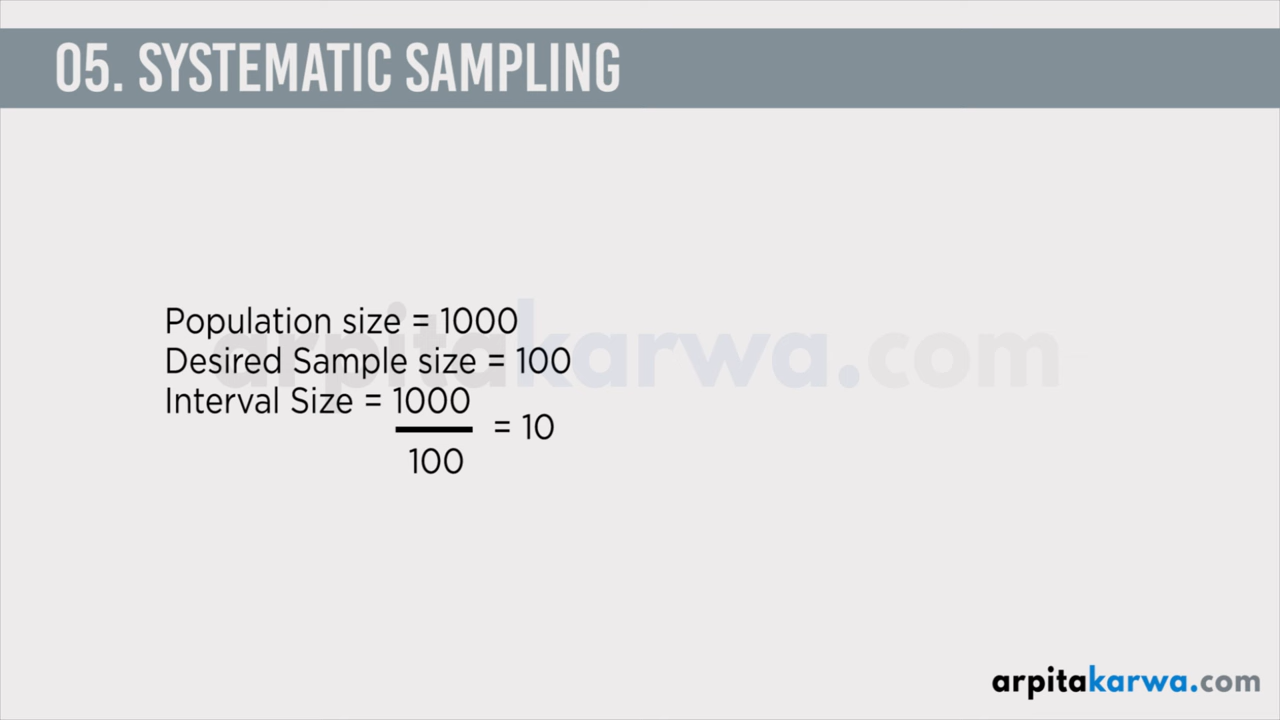 05. SYSTEMATIC SAMPLING
arpitakarwa.com
Population size = 1000
Desired Sample size = 100
Interval Size = 1000
= 10
100
arpitakarwa.com